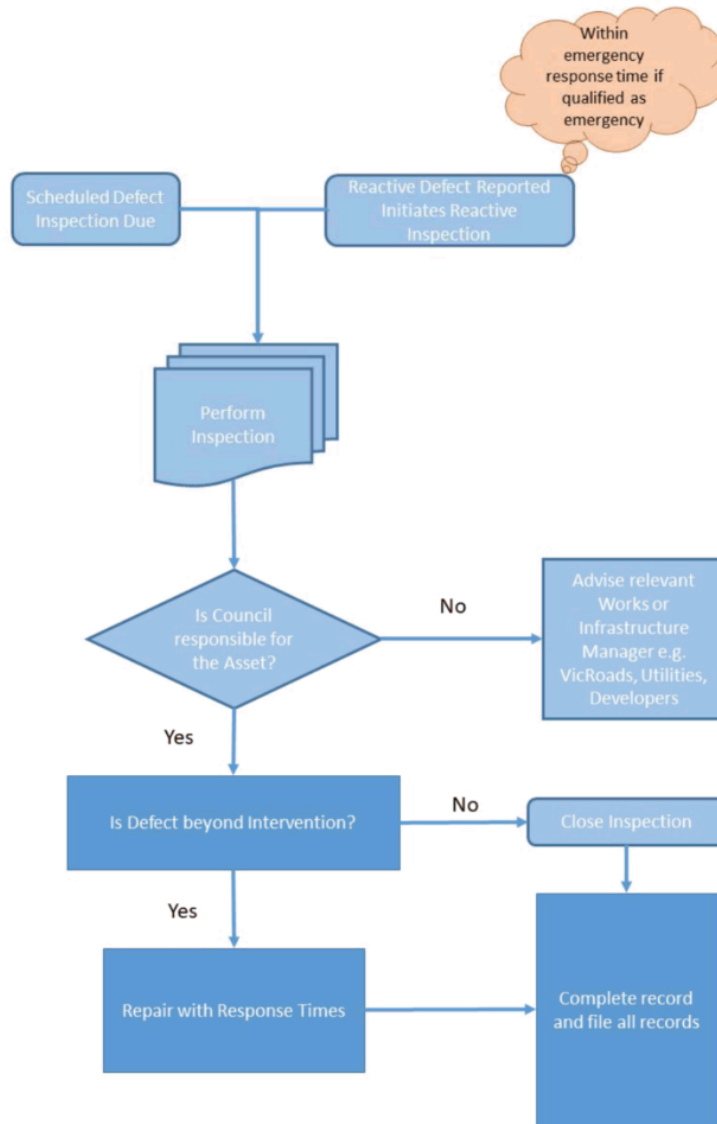 Within
emergency
response time if
qualified as
emergency
Scheduled Defect
Inspection Due
Reactive Defect Reported
Initiates Reactive
Inspection
Perform
Inspection
Is Council
responsible for
the Asset?
No
Advise relevant
Works or
Infrastructure
Manager e.g.
VicRoads, Utilities,
Developers
Yes
Is Defect beyond Intervention?
No
Close Inspection
Yes
Repair with Response Times
Complete record
and file all records